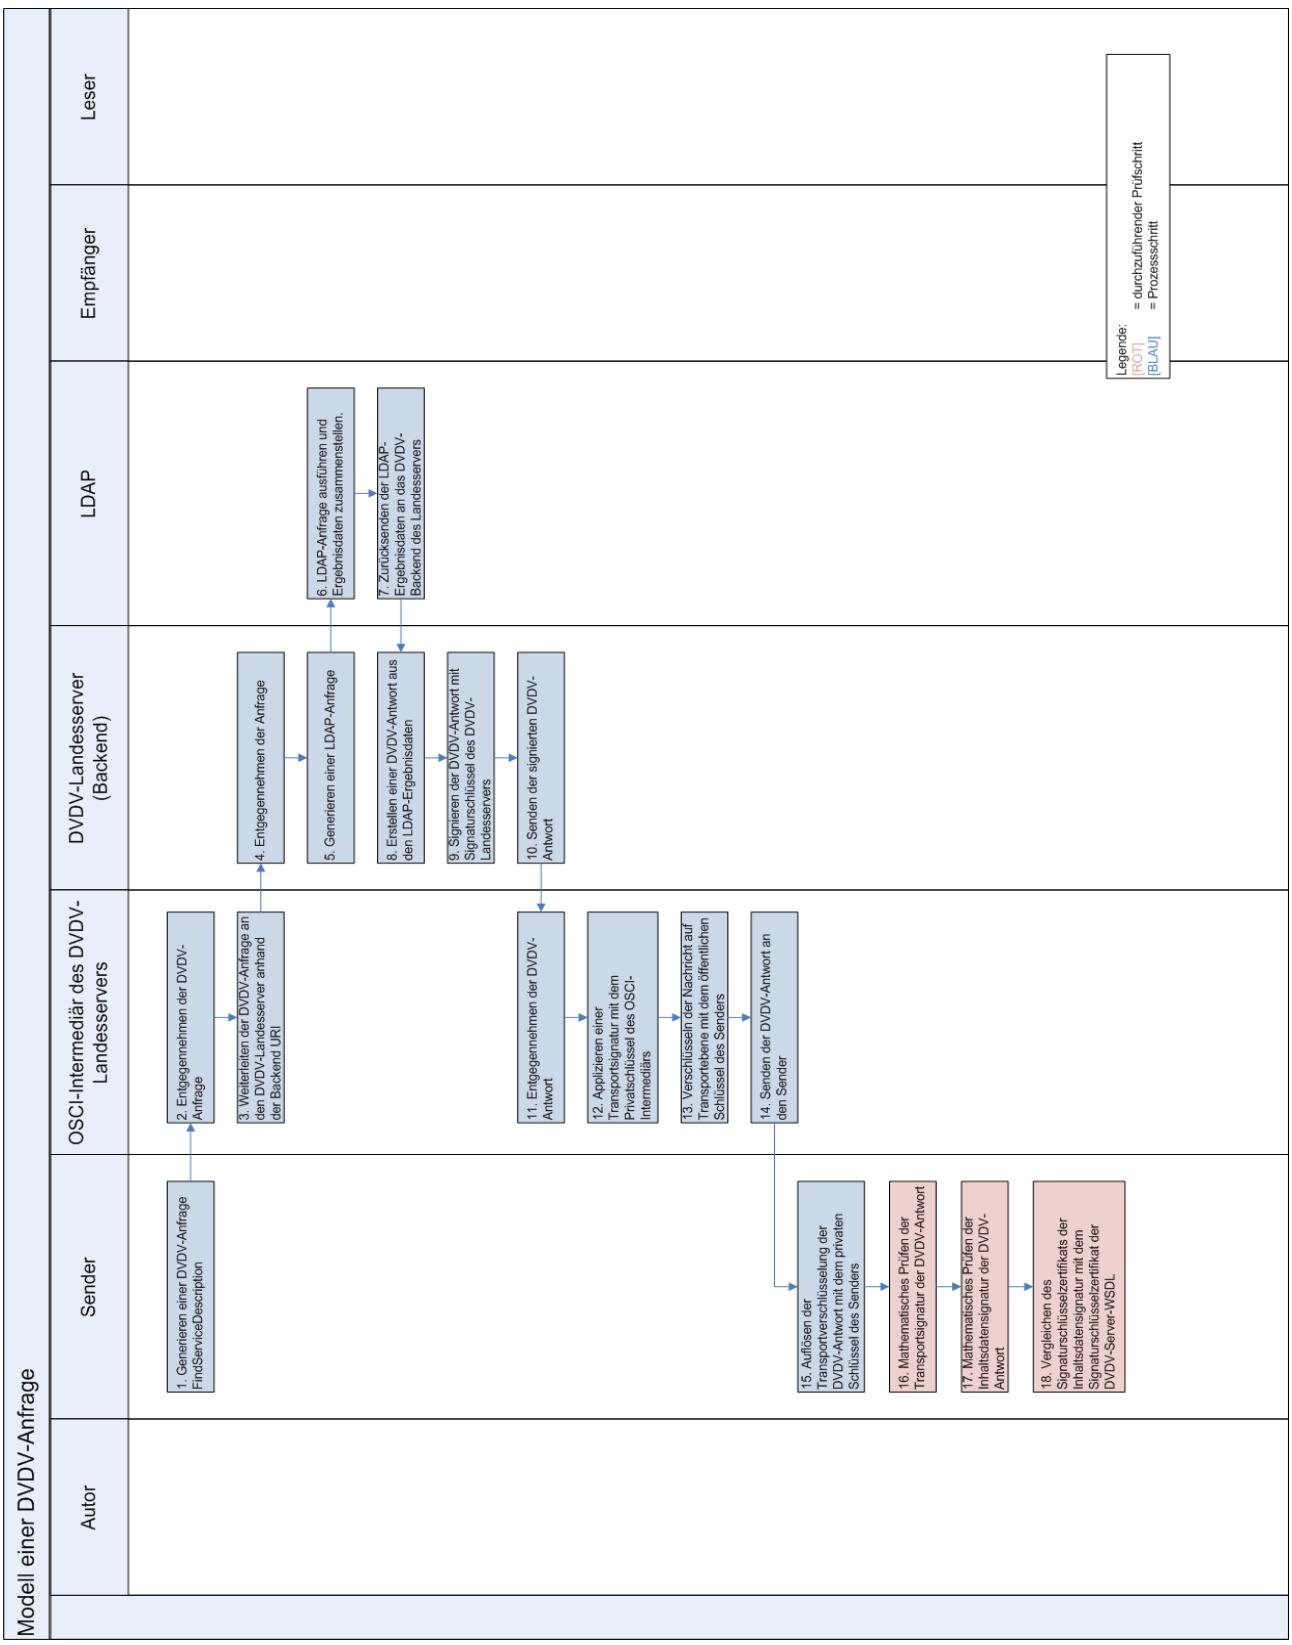 Modell einer DVDV-Anfrage
Autor
Sender
OSCI-Intermediär des DVDV-
Landesservers
DVDV-Landesserver
(Backend)
LDAP
Empfänger
Leser
1. Generieren einer DVDV-Anfrage
FindServiceDescription
2. Entgegennehmen der DVDV-
Anfrage
3. Weiterleiten der DVDV-Anfrage an
den DVDV-Landesserver anhand
der Backend URI
4. Entgegennehmen der Anfrage
5. Generieren einer LDAP-Anfrage
6. LDAP-Anfrage ausführen und
Ergebnisdaten zusammenstellen.
7. Zurücksenden der LDAP-
Ergebnisdaten an das DVDV-
Backend des Landesservers
8. Erstellen einer DVDV-Antwort aus
den LDAP-Ergebnisdaten
9. Signieren der DVDV-Antwort mit
Signaturschlüssel des DVDV-
Landesservers
10. Senden der signierten DVDV-
Antwort
11. Entgegennehmen der DVDV-
Antwort
12. Applizieren einer
Transportsignatur mit dem
Privatschlüssel des OSCI-
Intermediärs
13. Verschlüsseln der Nachricht auf
Transportebene mit dem öffentlichen
Schlüssel des Senders
14. Senden der DVDV-Antwort an
den Sender
15. Auflösen der
Transportverschlüsselung der
DVDV-Antwort mit dem privaten
Schlüssel des Senders
16. Mathematisches Prüfen der
Transportsignatur der DVDV-Antwort
17. Mathematisches Prüfen der
Inhaltsdatensignatur der DVDV-
Antwort
18. Vergleichen des
Signaturschlüsselzertifikats der
Inhaltsdatensignatur mit dem
Signaturschlüsselzertifikat der
DVDV-Server-WSDL
Legende:
[ROT] = durchzuführender Prüfschritt
[BLAU] = Prozessschritt